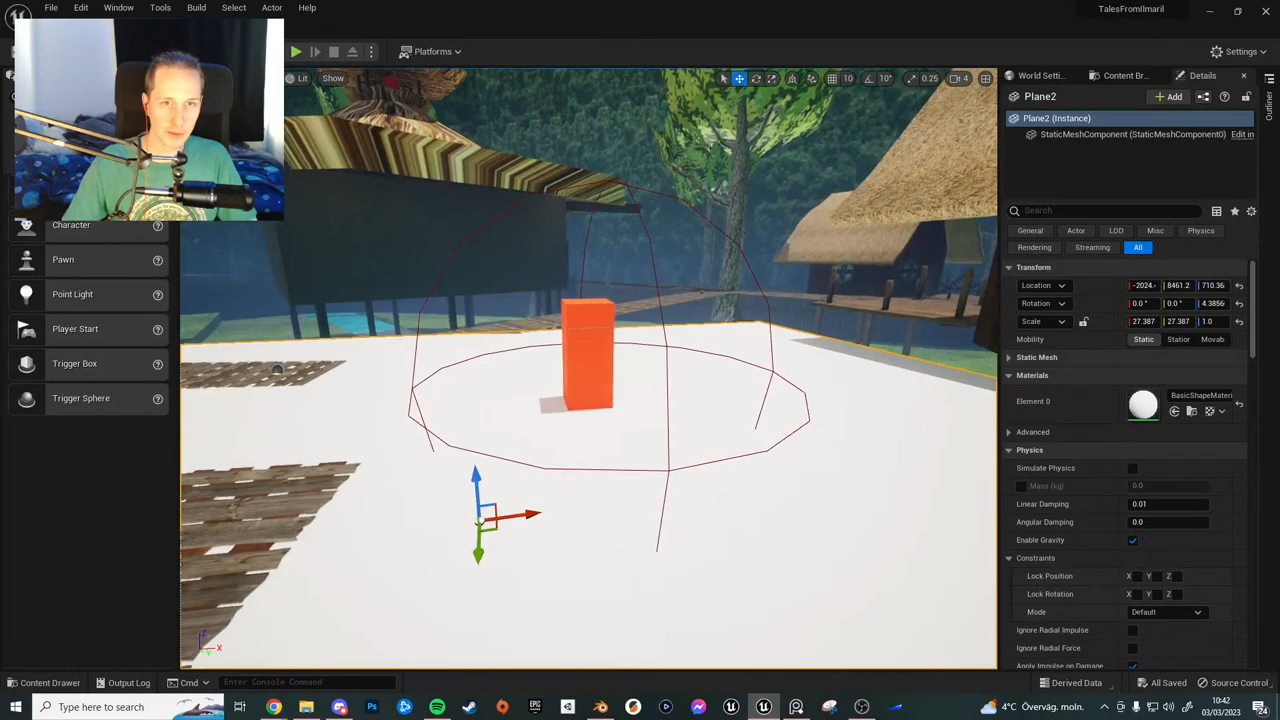 File Edit Window Tools Build Select Actor Help
TalesFromImaril
Platforms
Settings
Lit Show
10 10° 0.25 4
World Setti... Content Br... Details
Outliner
Plane2
Add
Plane2 (Instance)
StaticMeshComponent (StaticMeshComponent0) Edit in
Search
General Actor LOD Misc Physics
Rendering Streaming All
Transform
Location -2024. 8461.2 710.36
Rotation 0.0 ° 0.0 ° 4.3856
Scale 27.387 27.387 1.0
Mobility Static Station Movab
Static Mesh
Materials
Element 0 BasicShapeMateri
Advanced
Physics
Simulate Physics
Mass (kg) 0.0
Linear Damping 0.01
Angular Damping 0.0
Enable Gravity
Constraints
Lock Position X Y Z
Lock Rotation X Y Z
Mode Default
Ignore Radial Impulse
Ignore Radial Force
Apply Impulse on Damage
Character
Pawn
Point Light
Player Start
Trigger Box
Trigger Sphere
Z X Y
Content Drawer Output Log Cmd Enter Console Command
Derived Data All Saved Source Control
Type here to search
4°C Överväg. moln.
10:42
03/03/2023